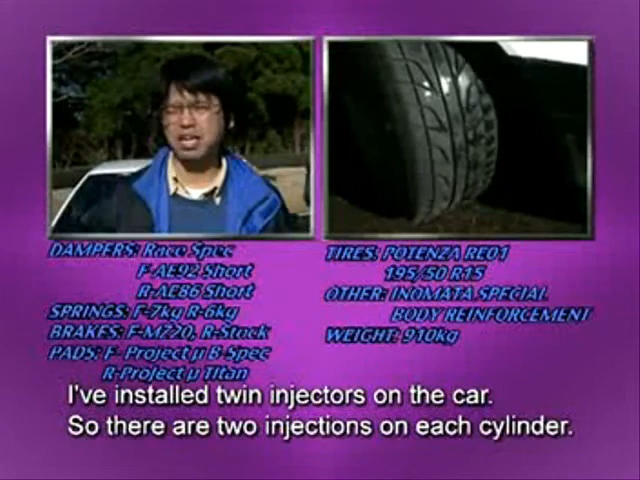 DAMPERS: Race Spec
F-AE92 Short
R-AE86 Short
SPRINGS: F-7kg R-6kg
BRAKES: F-MZ20, R-Stock
PADS: F- Project μ B-Spec
R-Project μ Titan
TIRES: POTENZA RE01
195/50 R15
OTHER: INOMATA SPECIAL
BODY REINFORCEMENT
WEIGHT: 910kg
I've installed twin injectors on the car.
So there are two injections on each cylinder.